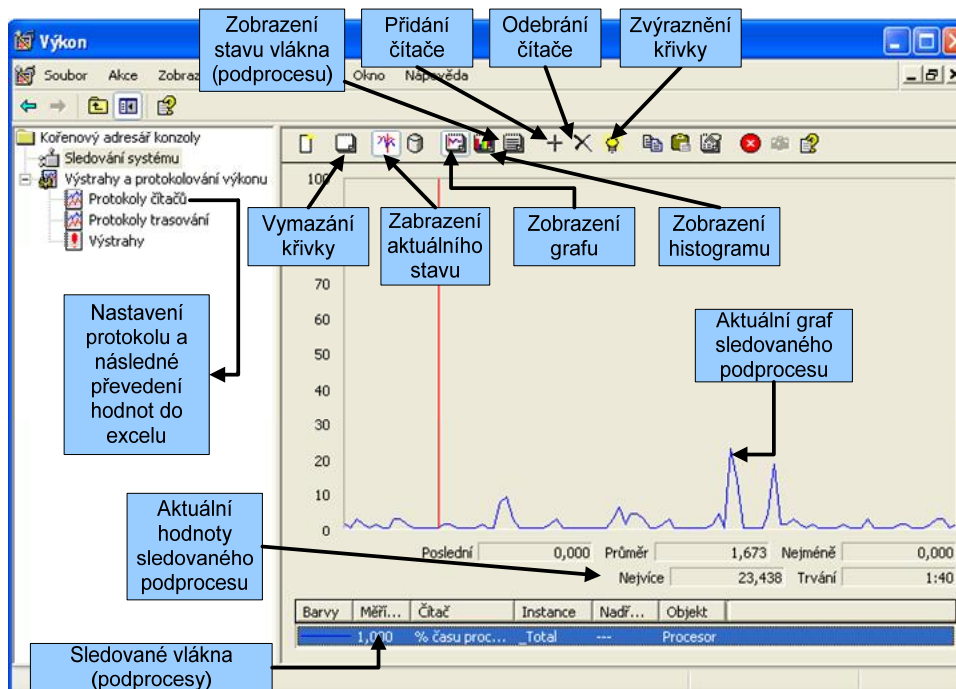 Výkon
Zobrazení
stavu vlákna
(podprocesu)
Přidání
čítače
Odebrání
čítače
Zvýraznění
křivky
Soubor Akce Okno Nápověda
Kořenový adresář konzoly
Sledování systému
Výstrahy a protokolování výkonu
Protokoly čítačů
Protokoly trasování
Výstrahy
100
Vymazání
křivky
Zabrazení
aktuálního
stavu
Zobrazení
grafu
Zobrazení
histogramu
70
60
50
40
30
20
10
0
Nastavení
protokolu a
následné
převedení
hodnot do
excelu
Aktuální graf
sledovaného
podprocesu
Aktuální
hodnoty
sledovaného
podprocesu
Poslední 0,000 Průměr 1,673 Nejméně 0,000
Nejvíce 23,438 Trvání 1:40
Barvy Měří... Čítač Instance Nadř... Objekt
1,000 % času proc... _Total --- Procesor
Sledované vlákna
(podprocesy)